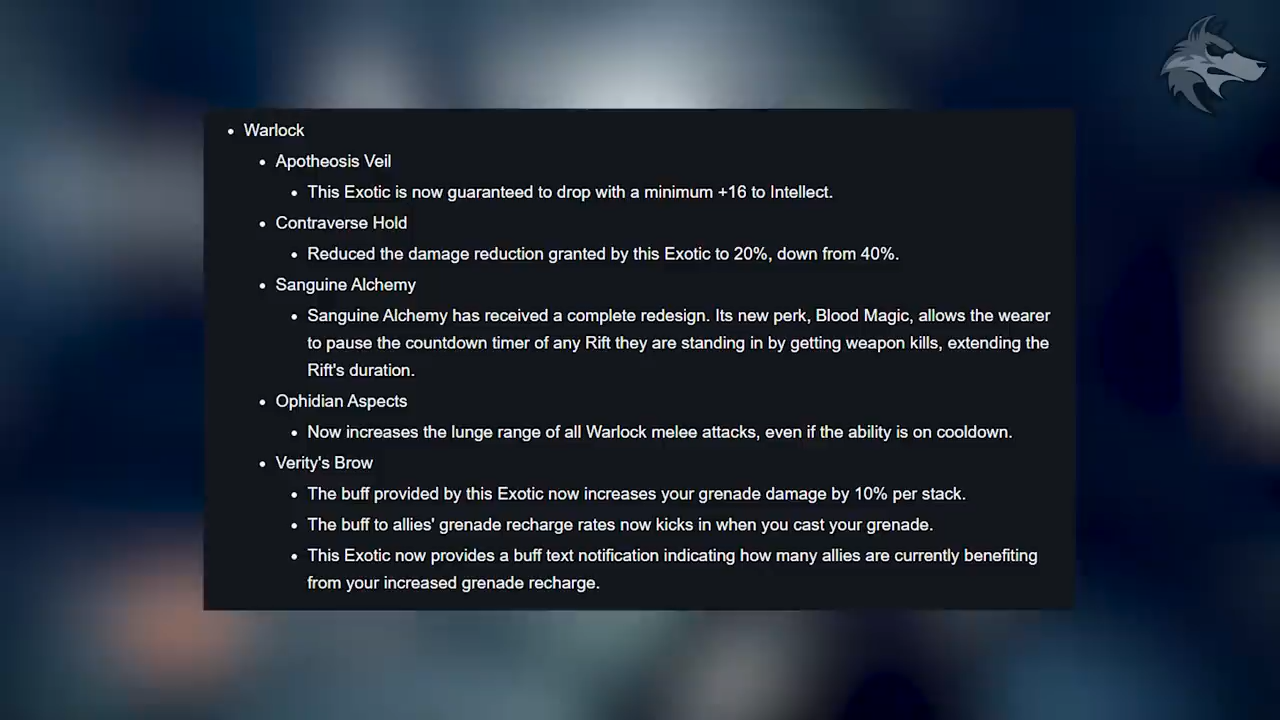 Warlock
Apotheosis Veil
This Exotic is now guaranteed to drop with a minimum +16 to Intellect.
Contraverse Hold
Reduced the damage reduction granted by this Exotic to 20%, down from 40%.
Sanguine Alchemy
Sanguine Alchemy has received a complete redesign. Its new perk, Blood Magic, allows the wearer
to pause the countdown timer of any Rift they are standing in by getting weapon kills, extending the
Rift's duration.
Ophidian Aspects
Now increases the lunge range of all Warlock melee attacks, even if the ability is on cooldown.
Verity's Brow
The buff provided by this Exotic now increases your grenade damage by 10% per stack.
The buff to allies' grenade recharge rates now kicks in when you cast your grenade.
This Exotic now provides a buff text notification indicating how many allies are currently benefiting
from your increased grenade recharge.